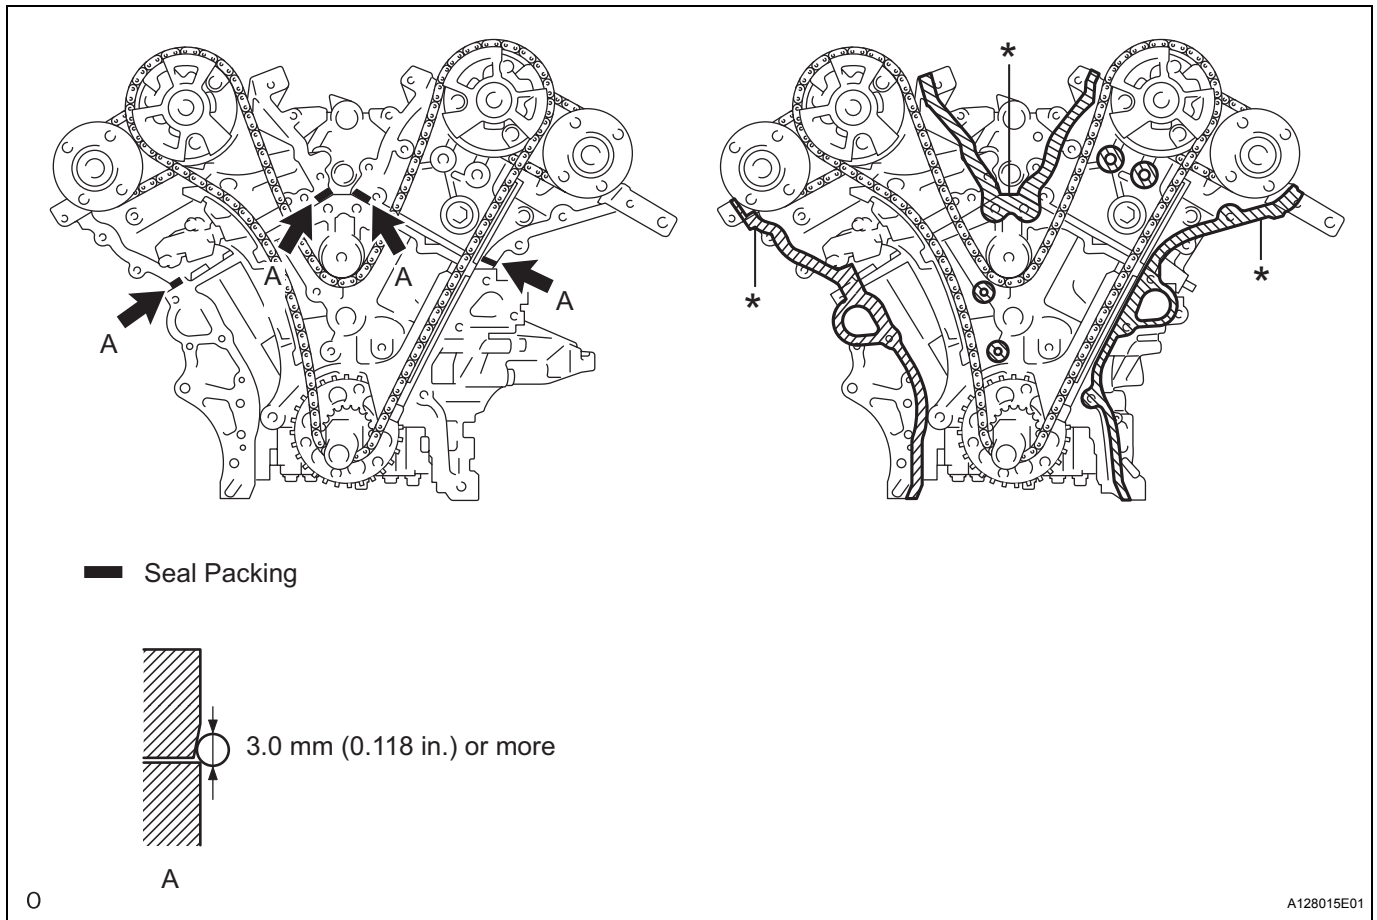 *
A
A
A
A
*
*
Seal Packing
3.0 mm (0.118 in.) or more
A
O
A128015E01